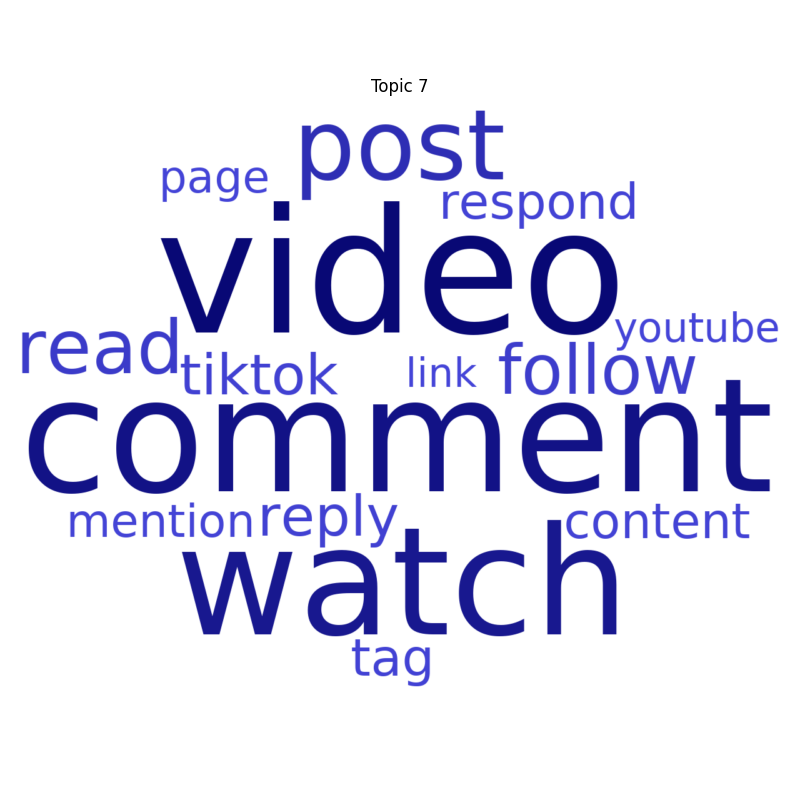 Topic 7
post
page
respond
video
youtube
read
follow
tiktok
link
comment
mention
reply
content
watch
tag